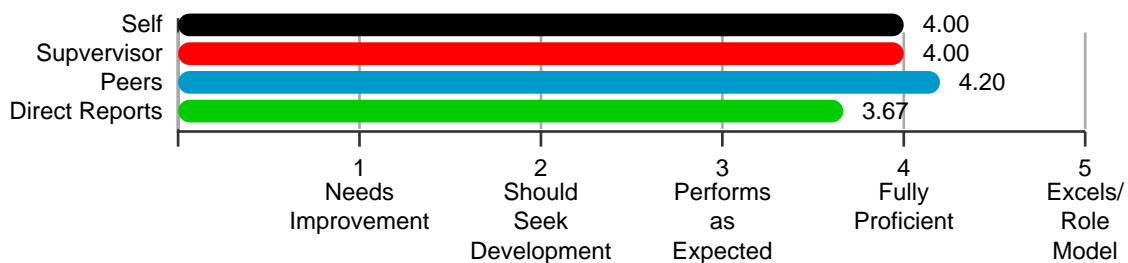 Self 4.00
Supvervisor 4.00
Peers 4.20
Direct Reports 3.67
1 2 3 4 5
Needs Should Performs Fully Excels/
Improvement Seek as Proficient Role
Development Expected Model